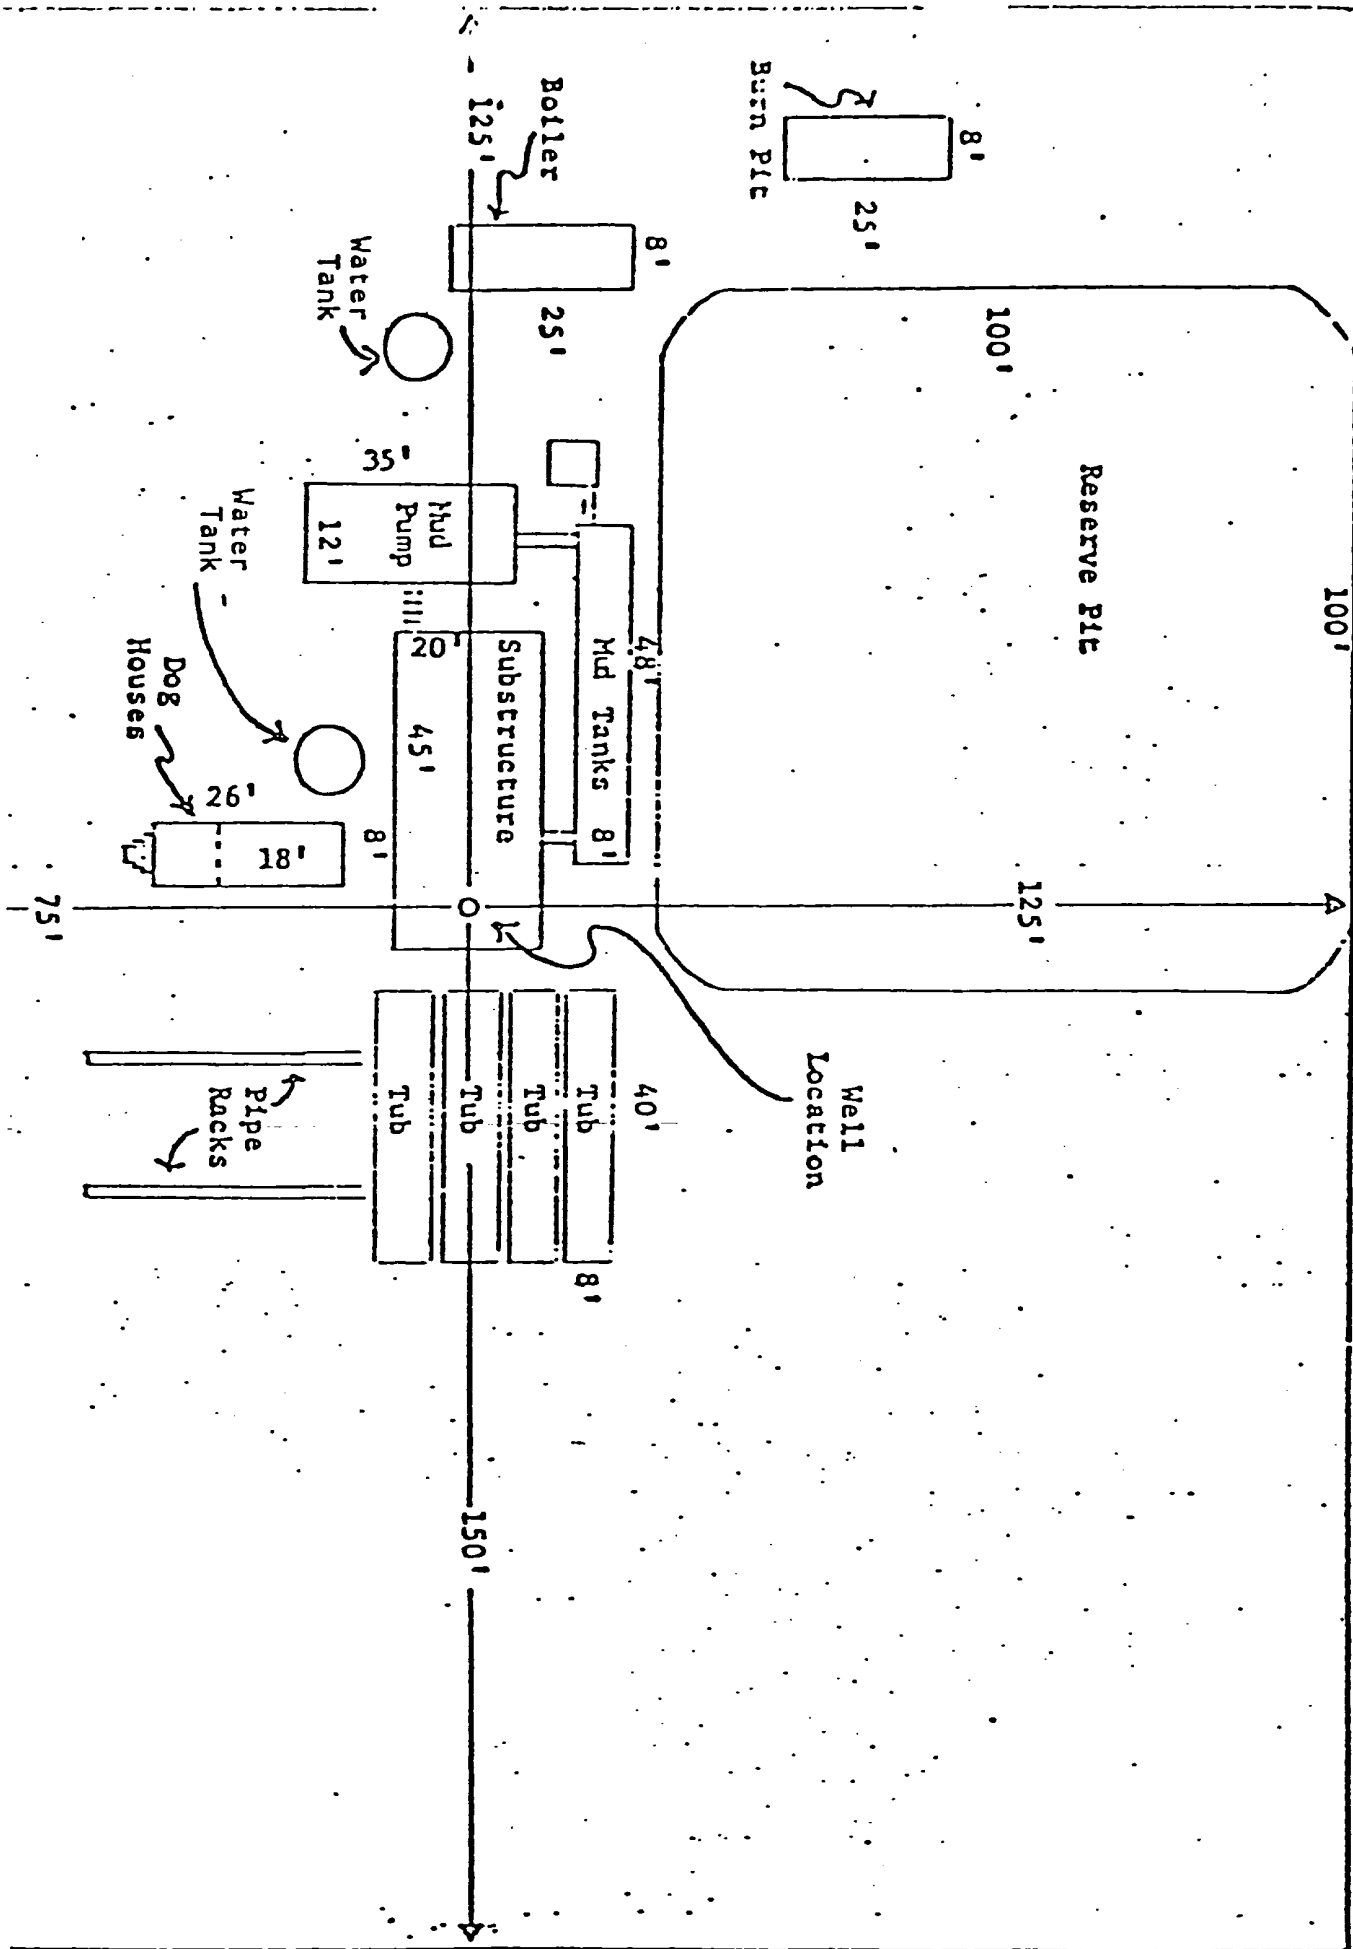 Burn Pit
8'
25'
125'
Boiler
8'
25'
Water
Tank
100'
Reserve Pit
100'
35'
Mud
Pump
12'
Water
Tank
48'
Mud Tanks 8'
Substructure
20'
45'
Dog
Houses
26'
18'
8'
75'
125'
Well
Location
Tub
Tub
Tub
Tub
40'
8'
Pipe
Racks
150'